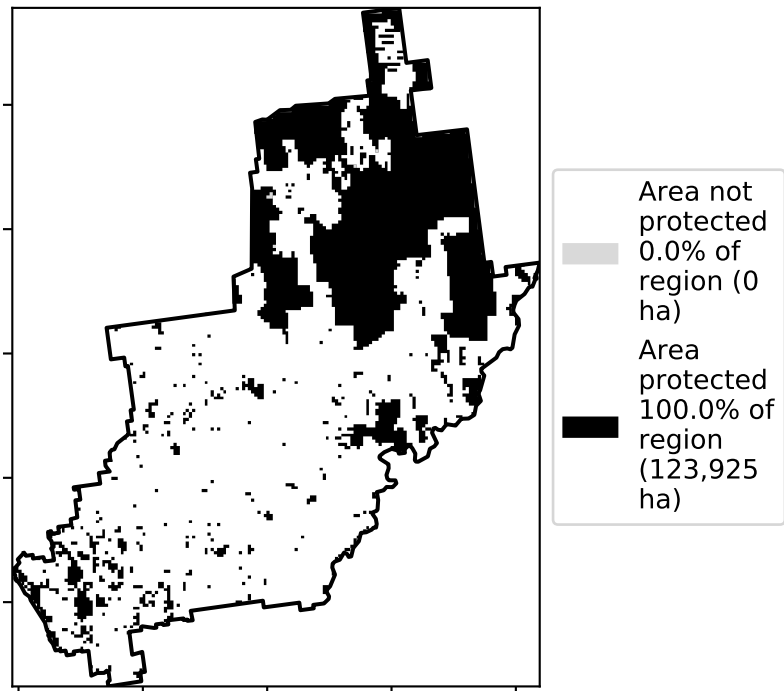 Area not
protected
0.0% of
region (0
ha)
Area
protected
100.0% of
region
(123,925
ha)